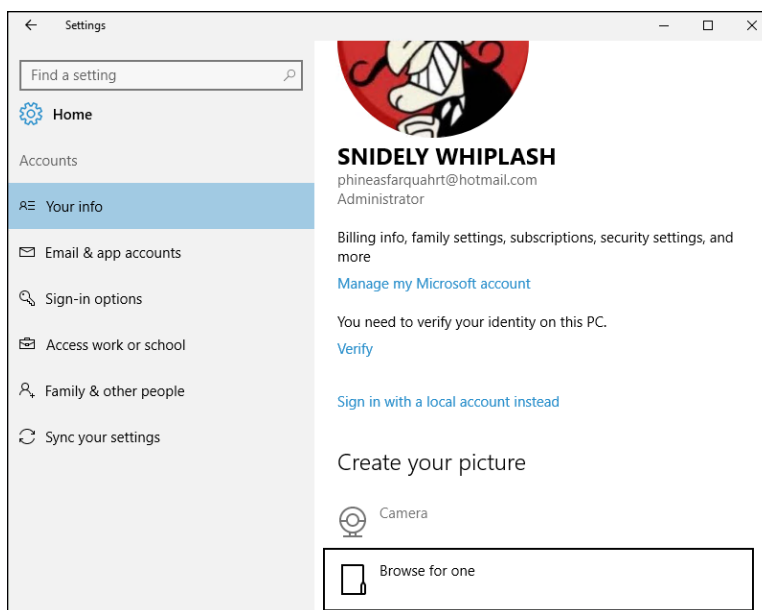 Settings
Find a setting
Home
Accounts
Your info
Email & app accounts
Sign-in options
Access work or school
Family & other people
Sync your settings
SNIDELY WHIPLASH
phineasfarquahrt@hotmail.com
Administrator
Billing info, family settings, subscriptions, security settings, and
more
Manage my Microsoft account
You need to verify your identity on this PC.
Verify
Sign in with a local account instead
Create your picture
Camera
Browse for one